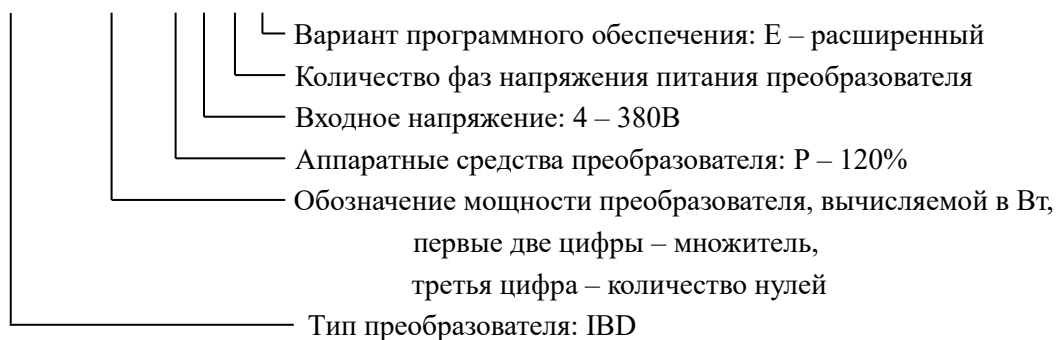 Вариант программного обеспечения: E – расширенный
Количество фаз напряжения питания преобразователя
Входное напряжение: 4 – 380В
Аппаратные средства преобразователя: P – 120%
Обозначение мощности преобразователя, вычисляемой в Вт,
первые две цифры – множитель,
третья цифра – количество нулей
Тип преобразователя: IBD